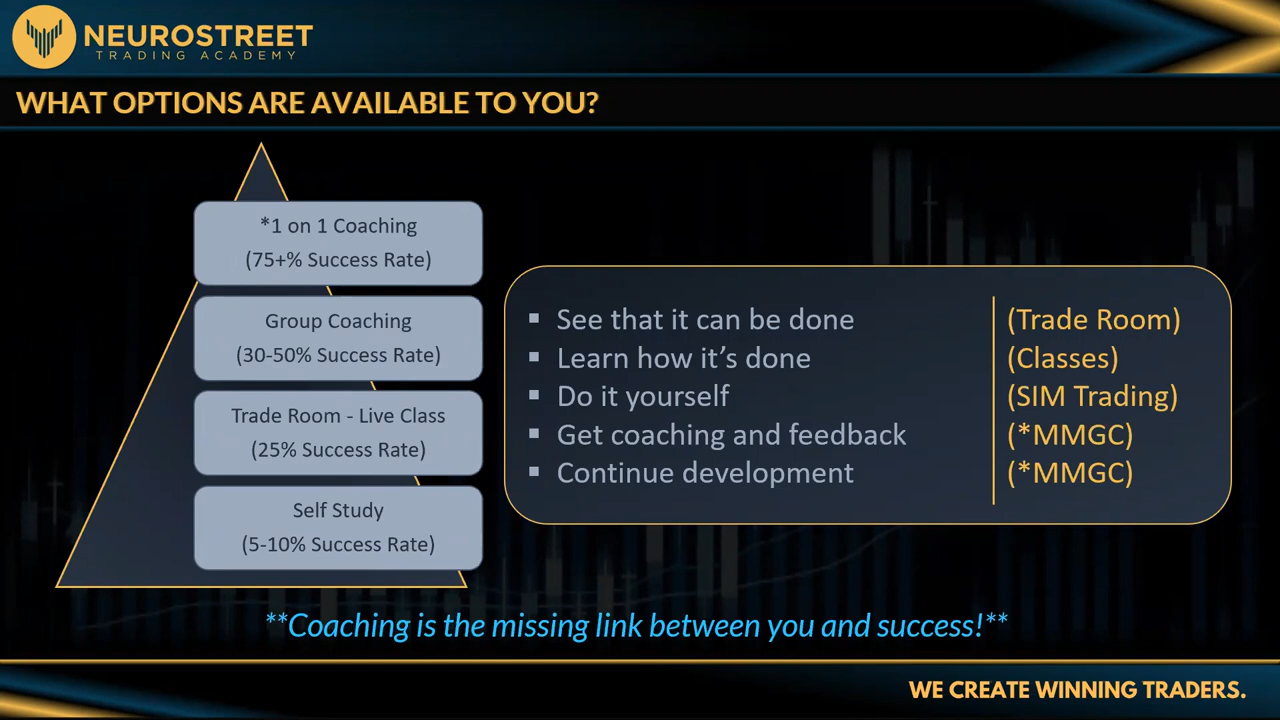 NEUROSTREET
TRADING ACADEMY
WHAT OPTIONS ARE AVAILABLE TO YOU?
*1 on 1 Coaching
(75+% Success Rate)
Group Coaching
(30-50% Success Rate)
Trade Room - Live Class
(25% Success Rate)
Self Study
(5-10% Success Rate)
▪ See that it can be done (Trade Room)
▪ Learn how it’s done (Classes)
▪ Do it yourself (SIM Trading)
▪ Get coaching and feedback (*MMGC)
▪ Continue development (*MMGC)
**Coaching is the missing link between you and success!**
WE CREATE WINNING TRADERS.